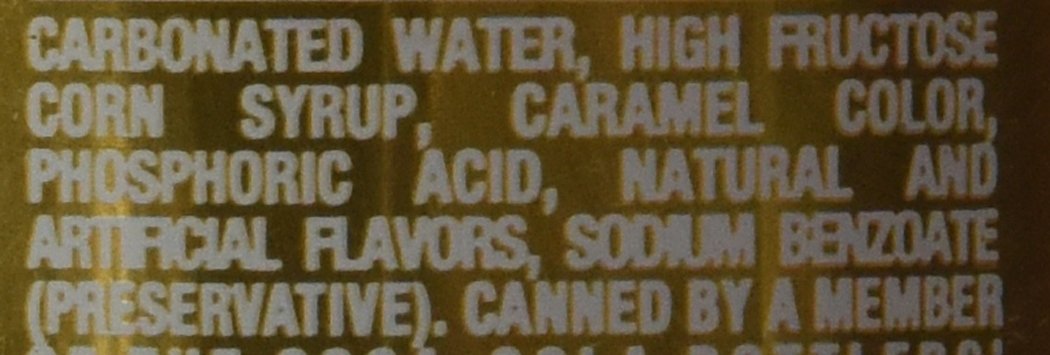 CARBONATED WATER, HIGH FRUCTOSE
CORN SYRUP, CARAMEL COLOR,
PHOSPHORIC ACID, NATURAL AND
ARTIFICIAL FLAVORS, SODIUM BENZOATE
(PRESERVATIVE). CANNED BY A MEMBER